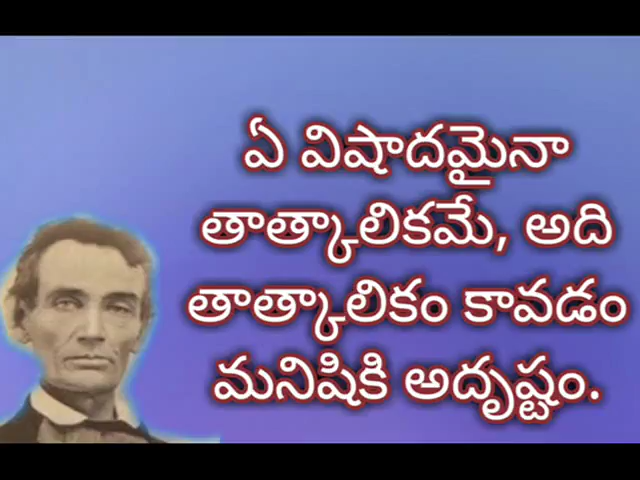 ఏ విషాదమైనా
తాత్కాలికమే, అది
తాత్కాలికం కావడం
మనిషికి అదృష్టం.